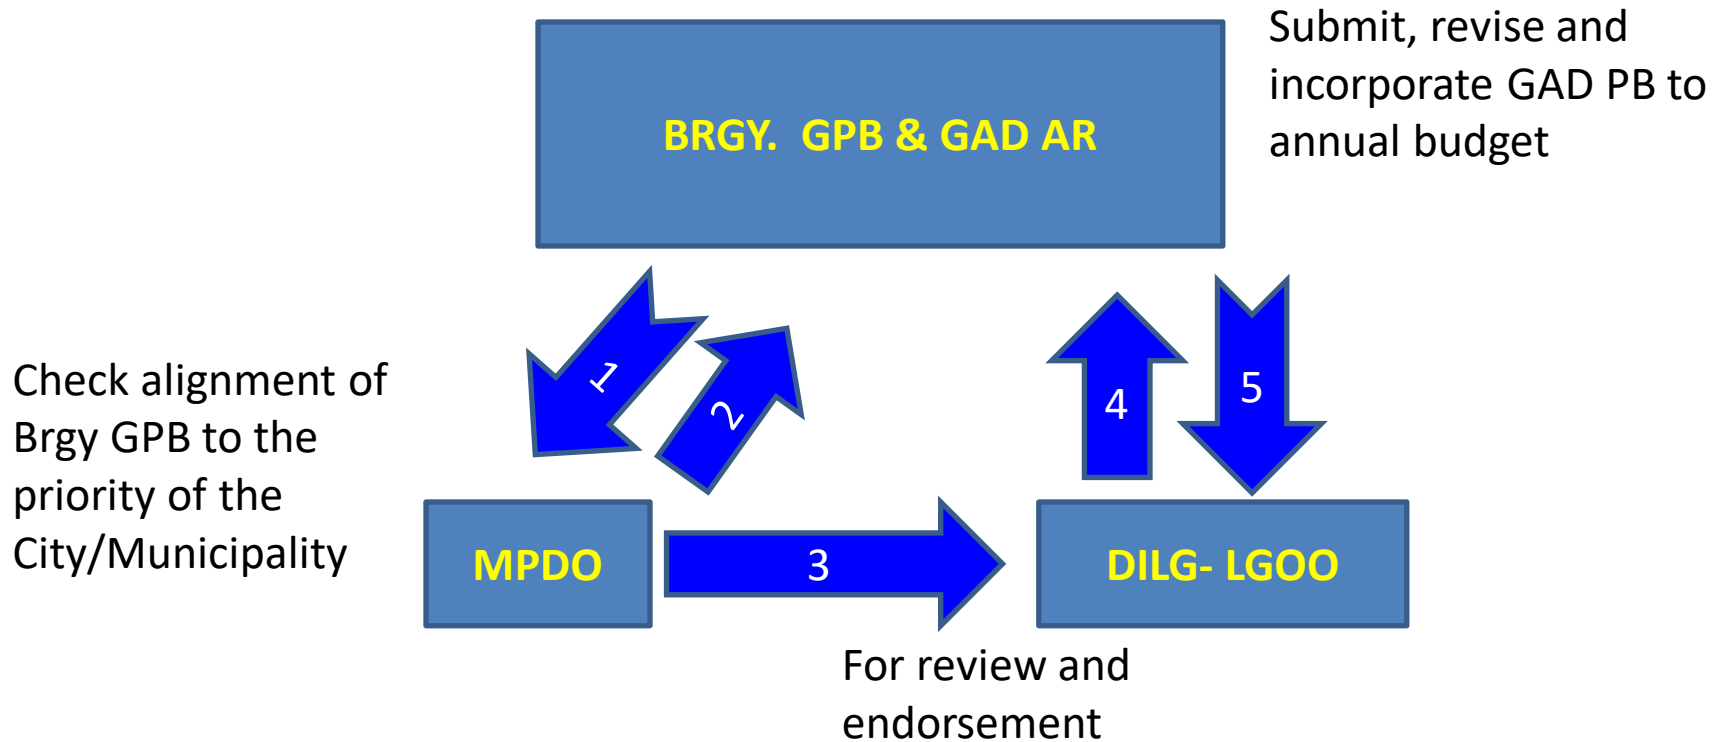 Submit, revise and
incorporate GAD PB to
annual budget
BRGY.  GPB & GAD AR
1
2
4
5
Check alignment of
Brgy GPB to the
priority of the
City/Municipality
MPDO
3
DILG- LGOO
For review and
endorsement